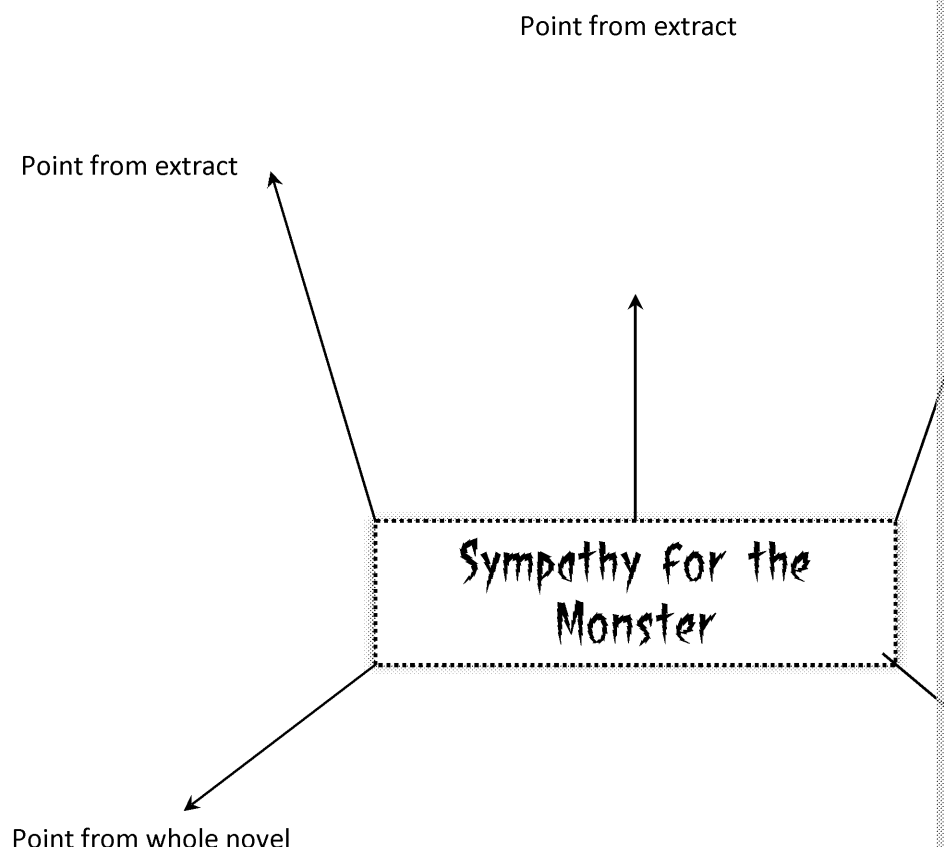 Point from extract
Point from extract
Sympathy for the
Monster
Point from whole novel